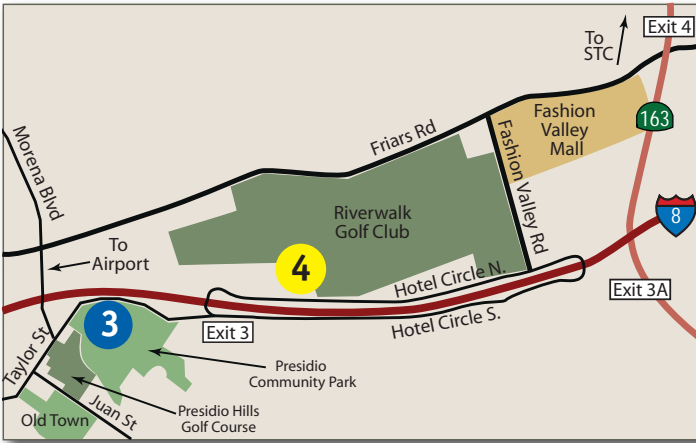 Exit 4
To
STC
163
Fashion
Valley
Mall
Friars Rd
Morena Blvd
Fashion Valley Rd
Riverwalk
Golf Club
8
To
Airport
4
Hotel Circle N.
Exit 3A
Hotel Circle S.
Exit 3
3
Taylor St
Presidio
Community Park
Presidio Hills
Golf Course
Juan St
Old Town